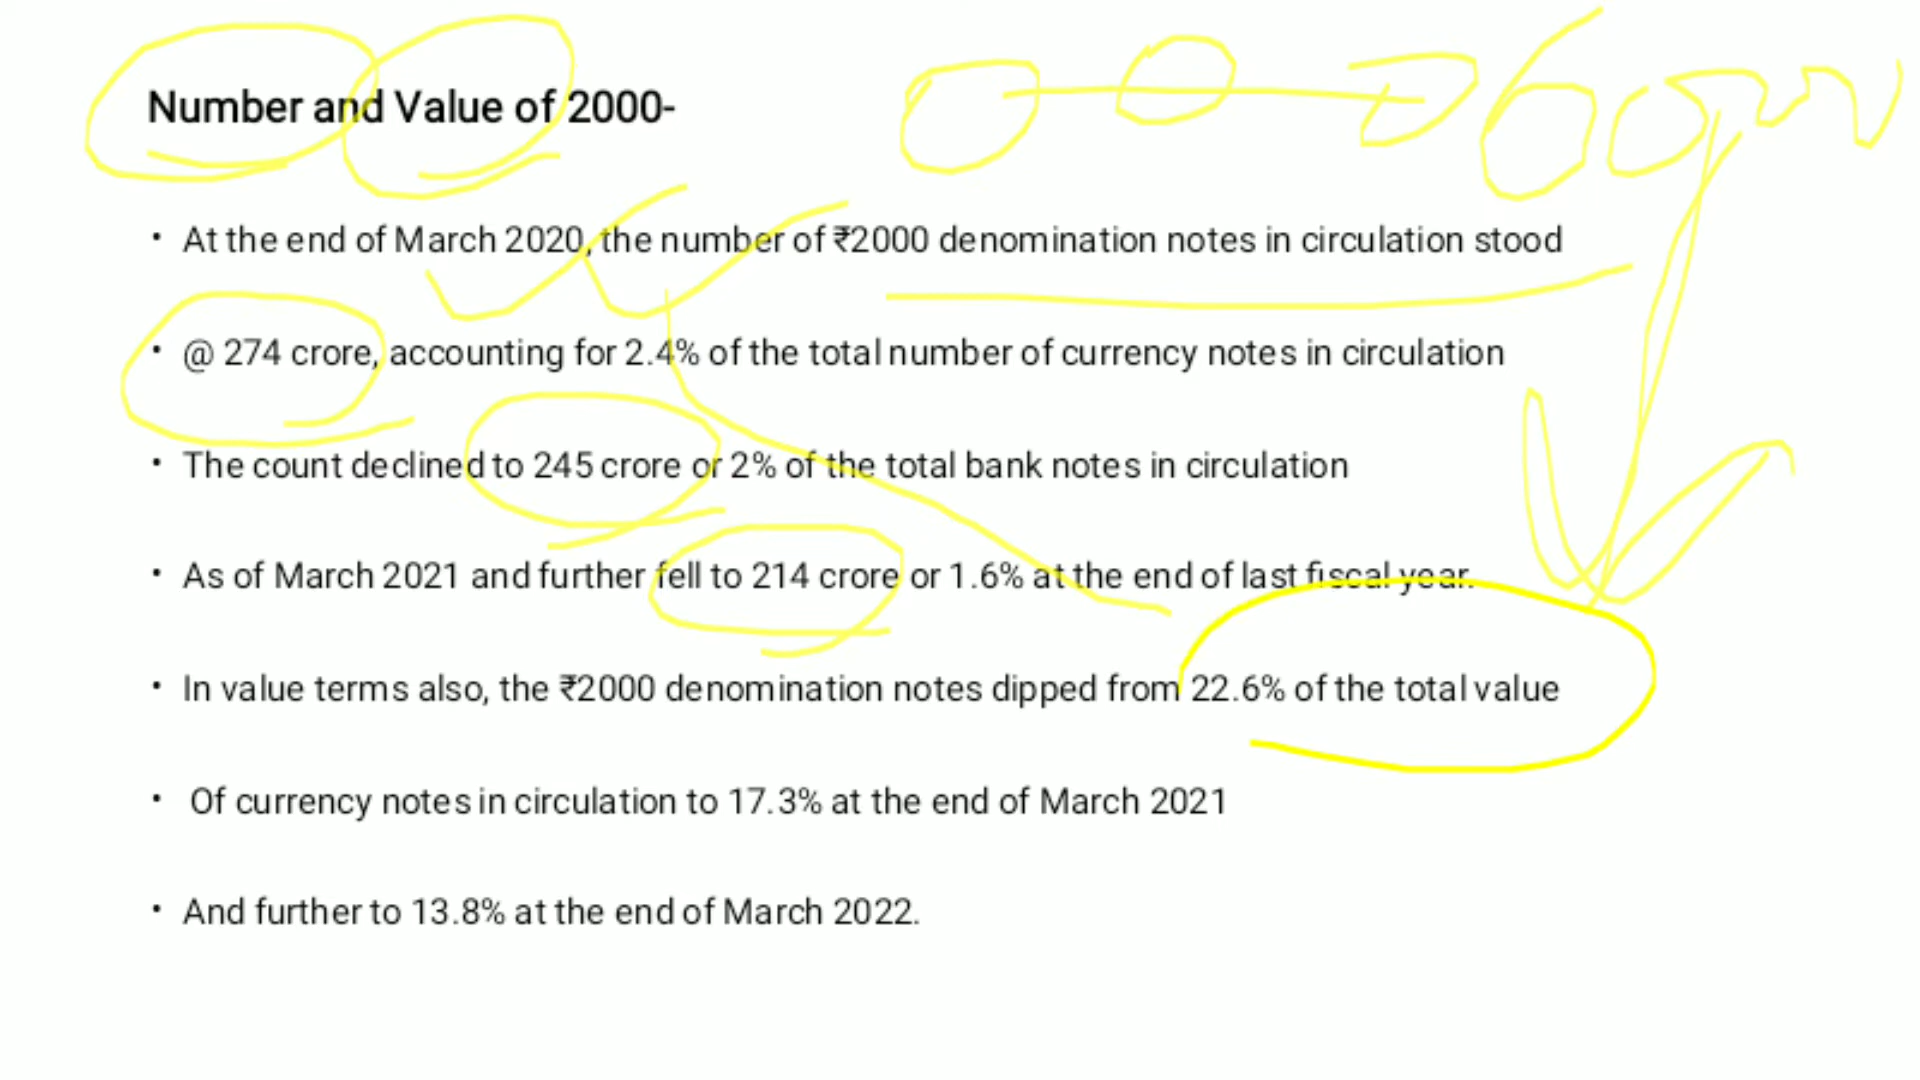 Number and Value of 2000-
• At the end of March 2020, the number of ₹2000 denomination notes in circulation stood
• @ 274 crore, accounting for 2.4% of the total number of currency notes in circulation
• The count declined to 245 crore or 2% of the total bank notes in circulation
• As of March 2021 and further fell to 214 crore or 1.6% at the end of last fiscal year.
• In value terms also, the ₹2000 denomination notes dipped from 22.6% of the total value
• Of currency notes in circulation to 17.3% at the end of March 2021
• And further to 13.8% at the end of March 2022.